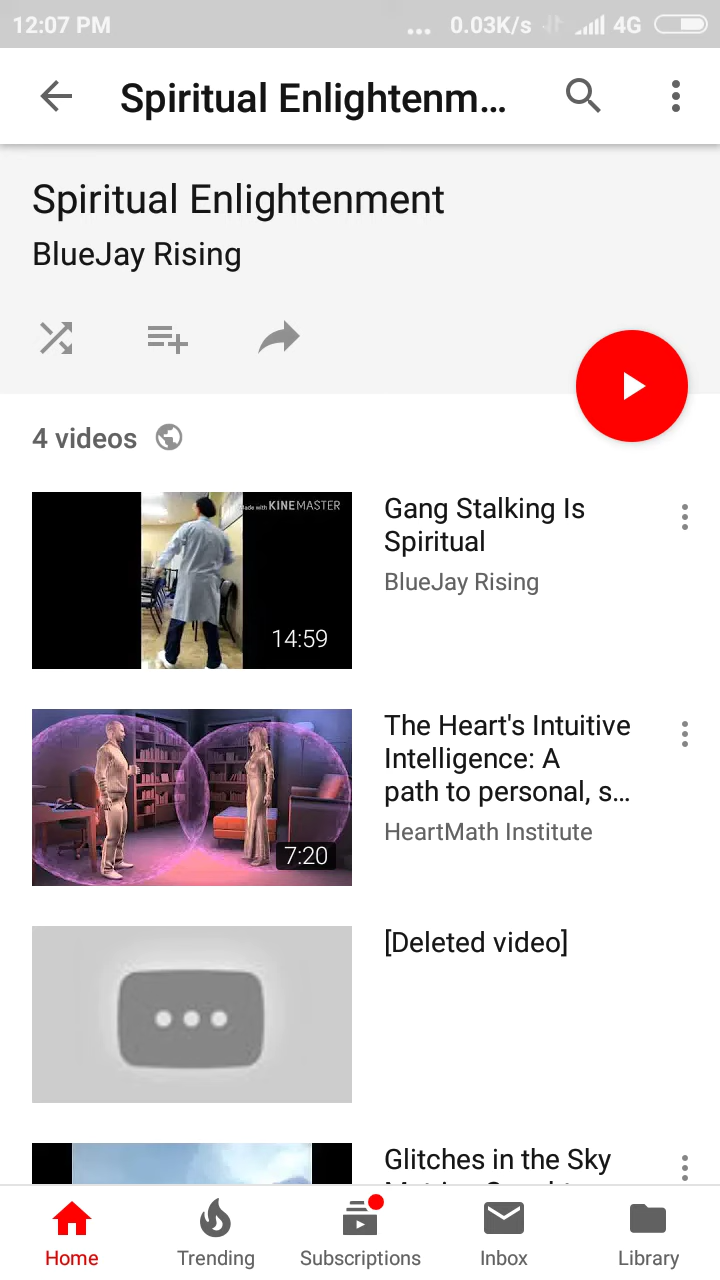 12:07 PM
... 0.03K/s 4G
Spiritual Enlightenm...
Spiritual Enlightenment
BlueJay Rising
4 videos
Made with KINEMASTER
14:59
Gang Stalking Is
Spiritual
BlueJay Rising
7:20
The Heart's Intuitive
Intelligence: A
path to personal, s...
HeartMath Institute
[Deleted video]
Glitches in the Sky
Home
Trending
Subscriptions
Inbox
Library